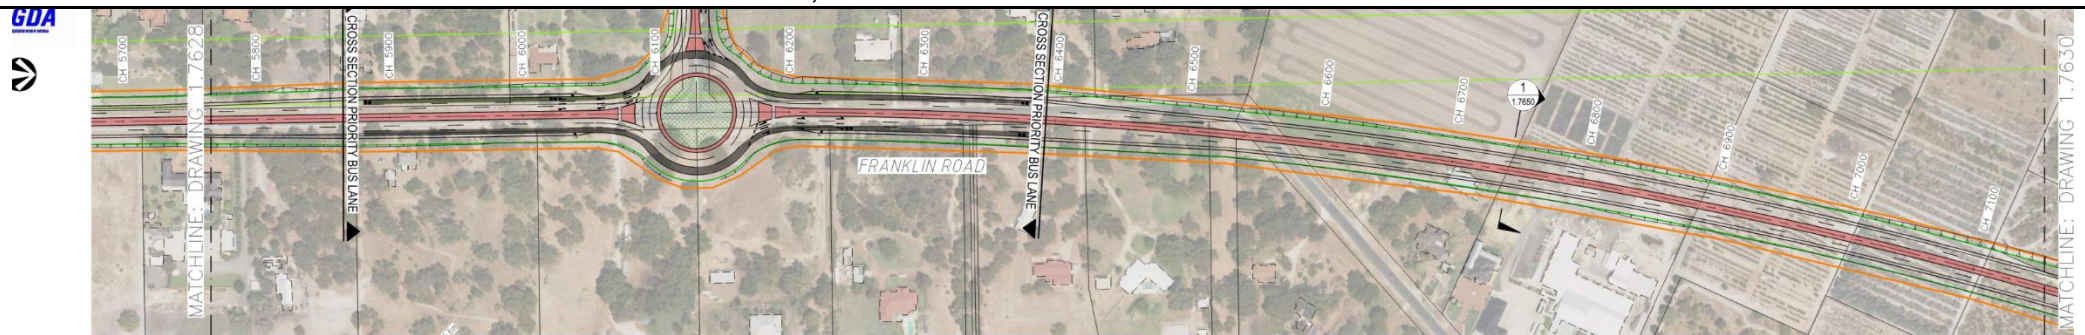 GDA
CH 5700
MATCHLINE: DRAWING 1.7628
CH 5800
CROSS SECTION PRIORITY BUS LANE
CH 5900
CH 6000
CH 6100
CH 6200
CH 6300
FRANKLIN ROAD
CROSS SECTION PRIORITY BUS LANE
CH 6400
CH 6500
CH 6600
CH 6700
1
1.7650
CH 6800
CH 6900
CH 7000
CH 7100
MATCHLINE: DRAWING 1.7630